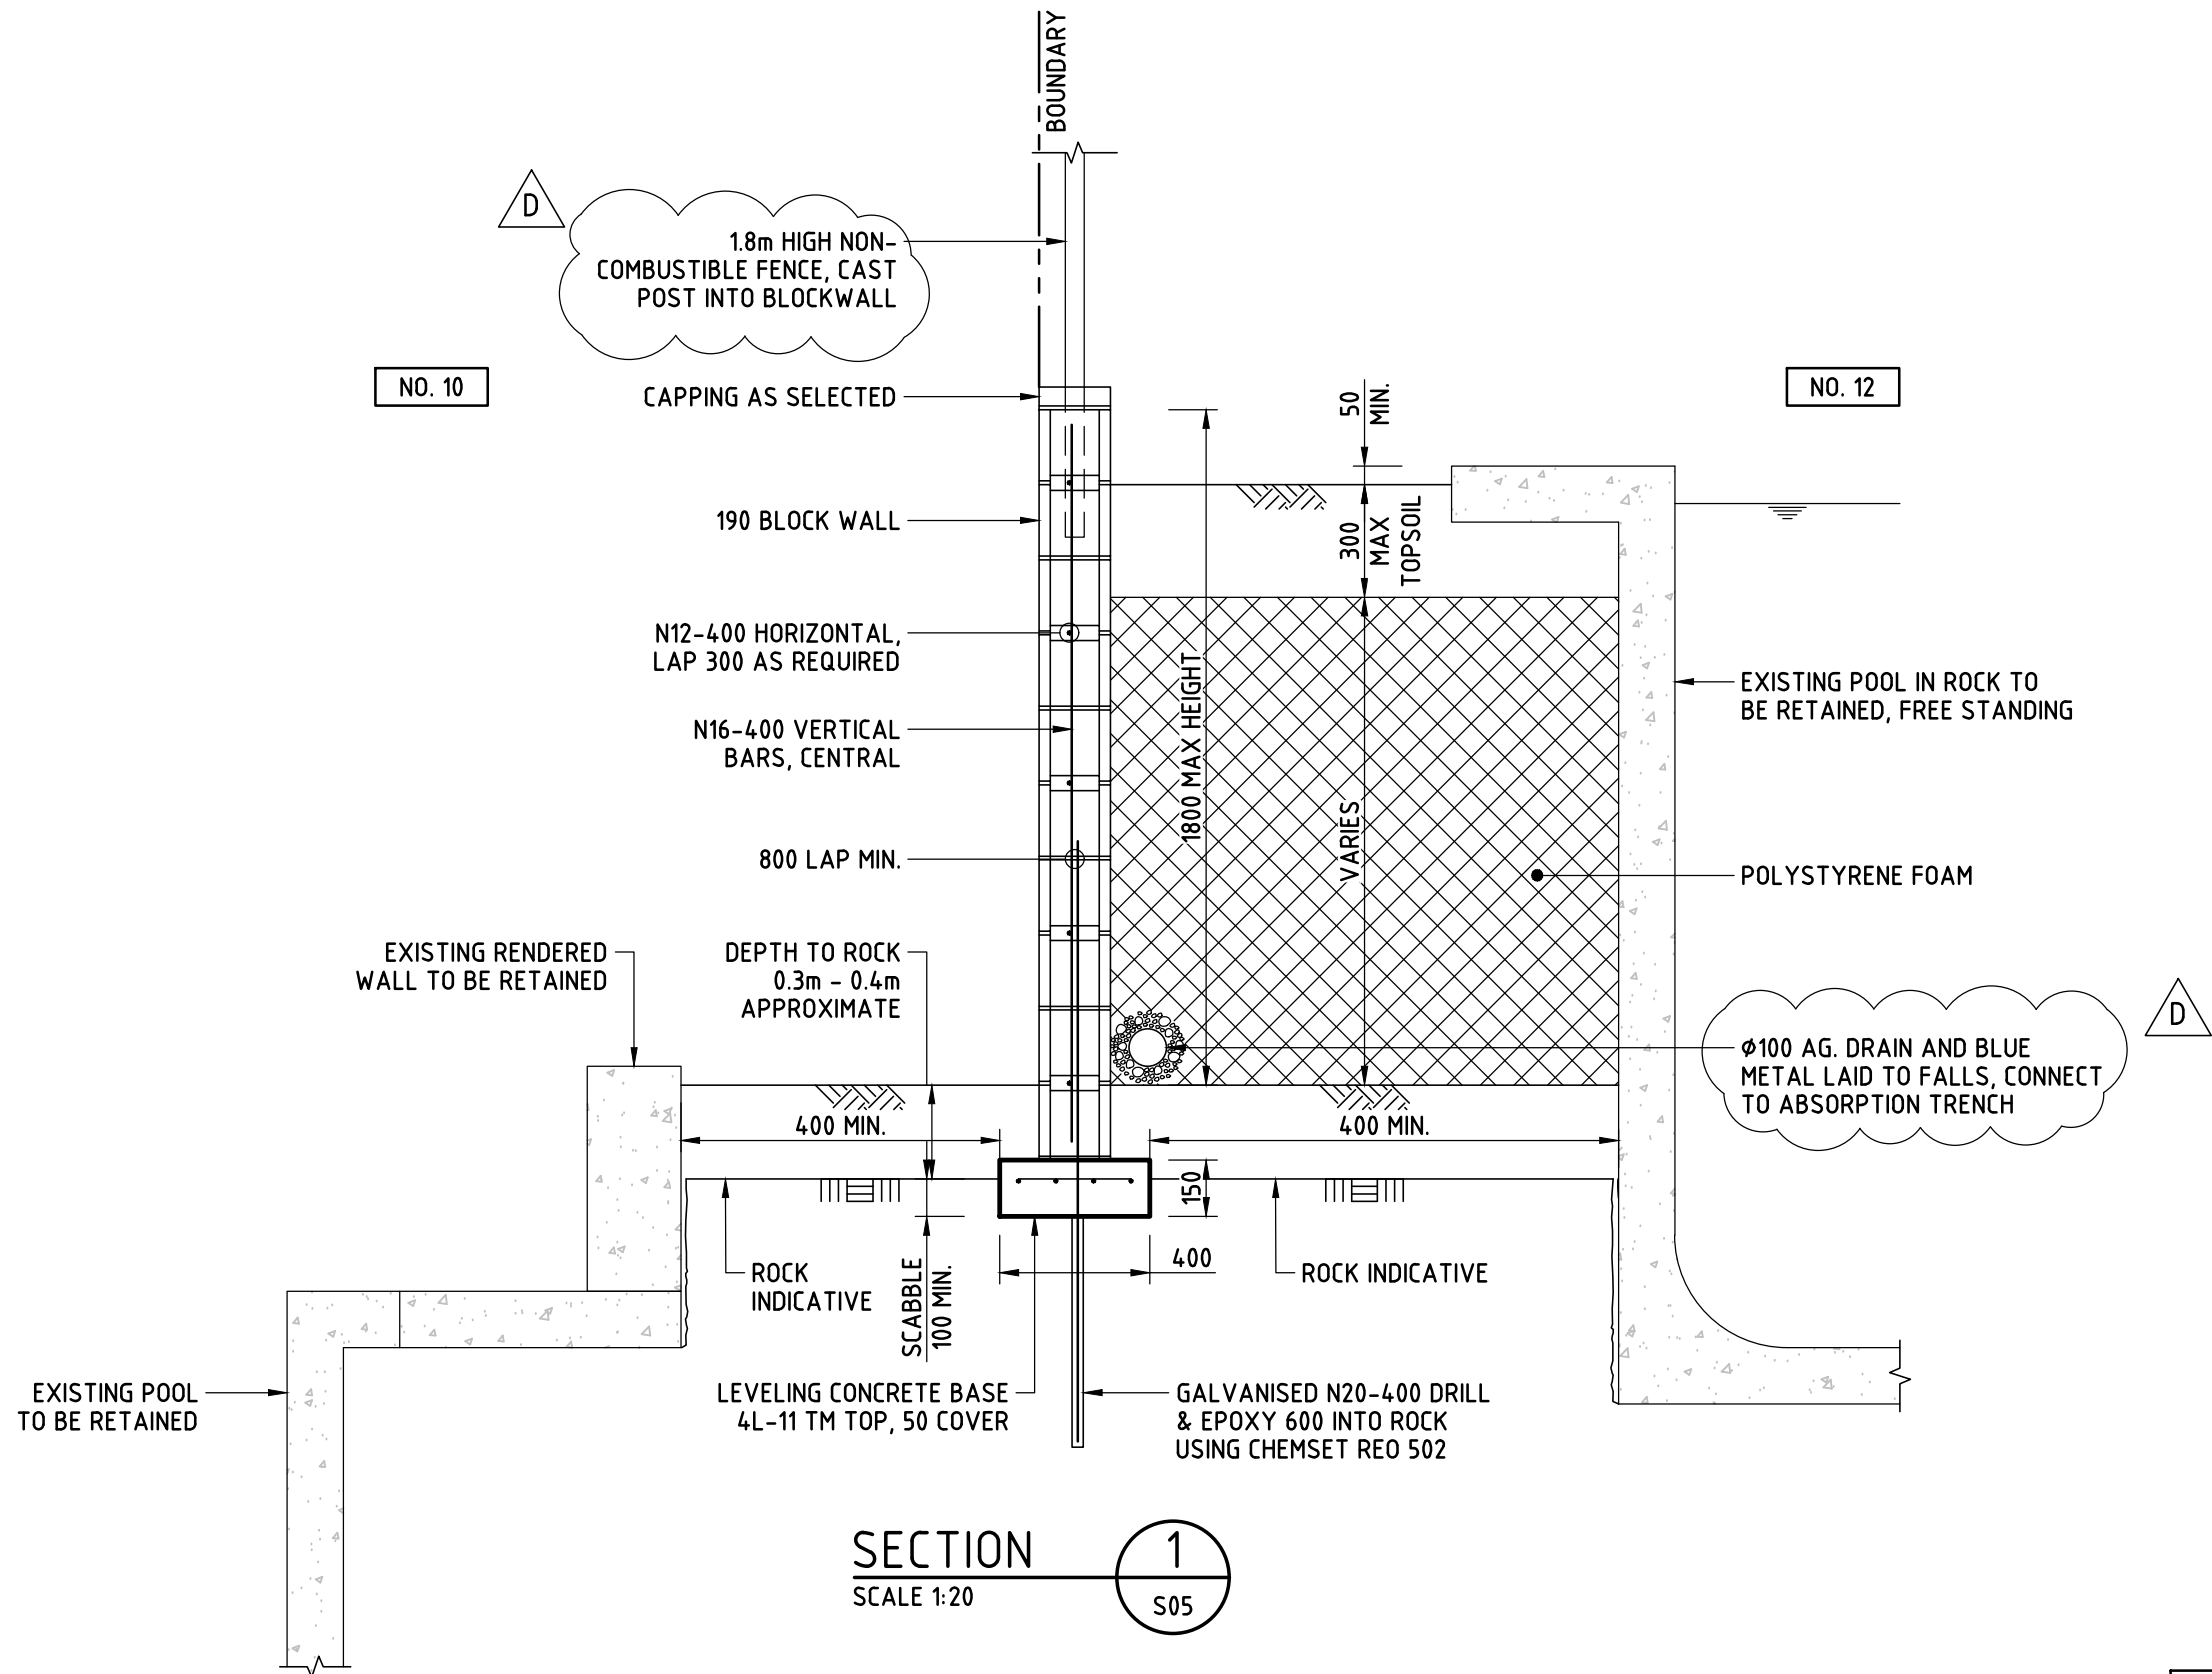 BOUNDARY
D
1.8m HIGH NON-
COMBUSTIBLE FENCE, CAST
POST INTO BLOCKWALL
NO. 10
CAPPING AS SELECTED
50
MIN.
NO. 12
190 BLOCK WALL
300
MAX
TOPSOIL
N12-400 HORIZONTAL,
LAP 300 AS REQUIRED
1800 MAX HEIGHT
EXISTING POOL IN ROCK TO
BE RETAINED, FREE STANDING
N16-400 VERTICAL
BARS, CENTRAL
VARIES
800 LAP MIN.
POLYSTYRENE FOAM
EXISTING RENDERED
WALL TO BE RETAINED
DEPTH TO ROCK
0.3m - 0.4m
APPROXIMATE
D
Ø100 AG. DRAIN AND BLUE
METAL LAID TO FALLS, CONNECT
TO ABSORPTION TRENCH
400 MIN.
400 MIN.
150
400
ROCK
INDICATIVE
SCABBLE
100 MIN.
ROCK INDICATIVE
EXISTING POOL
TO BE RETAINED
LEVELING CONCRETE BASE
4L-11 TM TOP, 50 COVER
GALVANISED N20-400 DRILL
& EPOXY 600 INTO ROCK
USING CHEMSET REO 502
SECTION
1
SCALE 1:20
S05